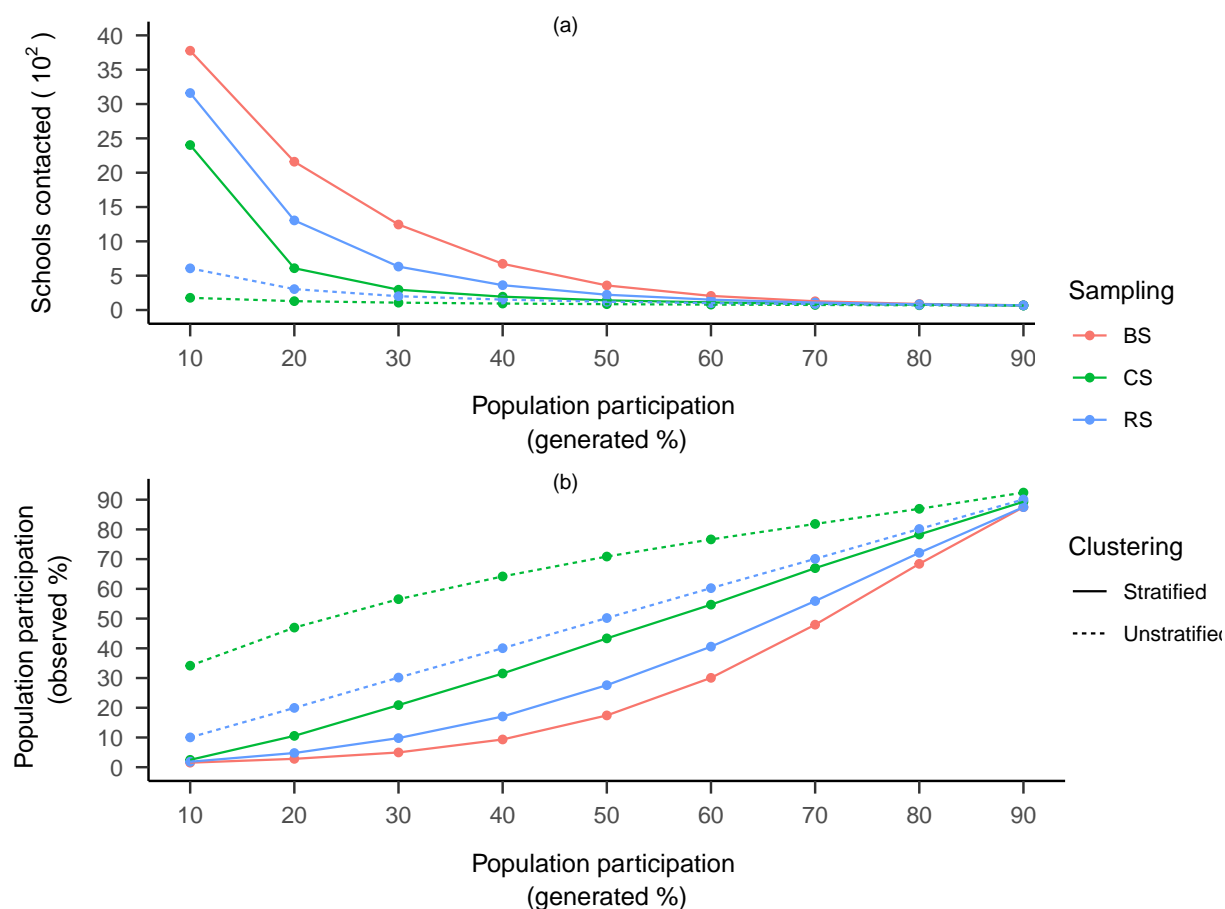 (a)
Schools contacted ( 10² )
40
35
30
25
20
15
10
5
0
10 20 30 40 50 60 70 80 90
Population participation
(generated %)
Sampling
BS
CS
RS
(b)
Population participation
(observed %)
90
80
70
60
50
40
30
20
10
0
10 20 30 40 50 60 70 80 90
Population participation
(generated %)
Clustering
Stratified
Unstratified